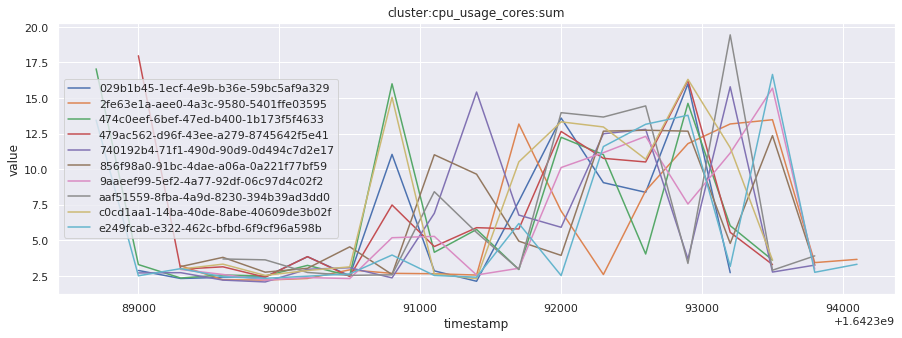 cluster:cpu_usage_cores:sum
20.0
17.5
15.0
12.5
10.0
7.5
5.0
2.5
value
029b1b45-1ecf-4e9b-b36e-59bc5af9a329
2fe63e1a-aee0-4a3c-9580-5401ffe03595
474c0eef-6bef-47ed-b400-1b173f5f4633
479ac562-d96f-43ee-a279-8745642f5e41
740192b4-71f1-490d-90d9-0d494c7d2e17
856f98a0-91bc-4dae-a06a-0a221f77bf59
9aaeef99-5ef2-4a77-92df-06c97d4c02f2
aaf51559-8fba-4a9d-8230-394b39ad3dd0
c0cd1aa1-14ba-40de-8abe-40609de3b02f
e249fcab-e322-462c-bfbd-6f9cf96a598b
89000 90000 91000 92000 93000 94000
timestamp
+1.6423e9